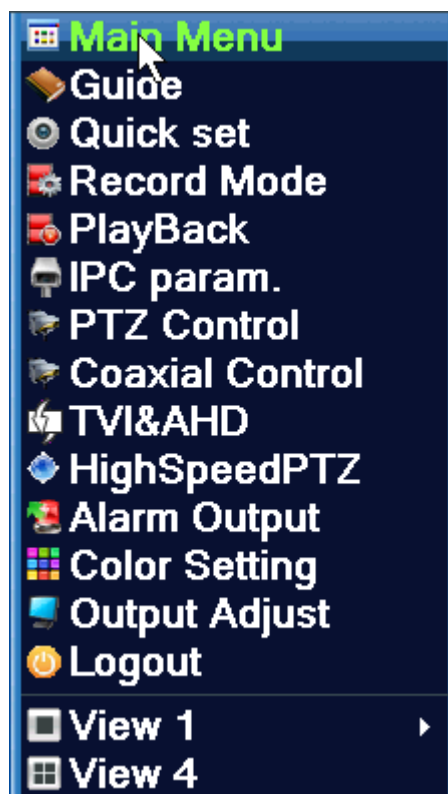 Main Menu
Guide
Quick set
Record Mode
PlayBack
IPC param.
PTZ Control
Coaxial Control
TVI&AHD
HighSpeedPTZ
Alarm Output
Color Setting
Output Adjust
Logout
View 1
View 4